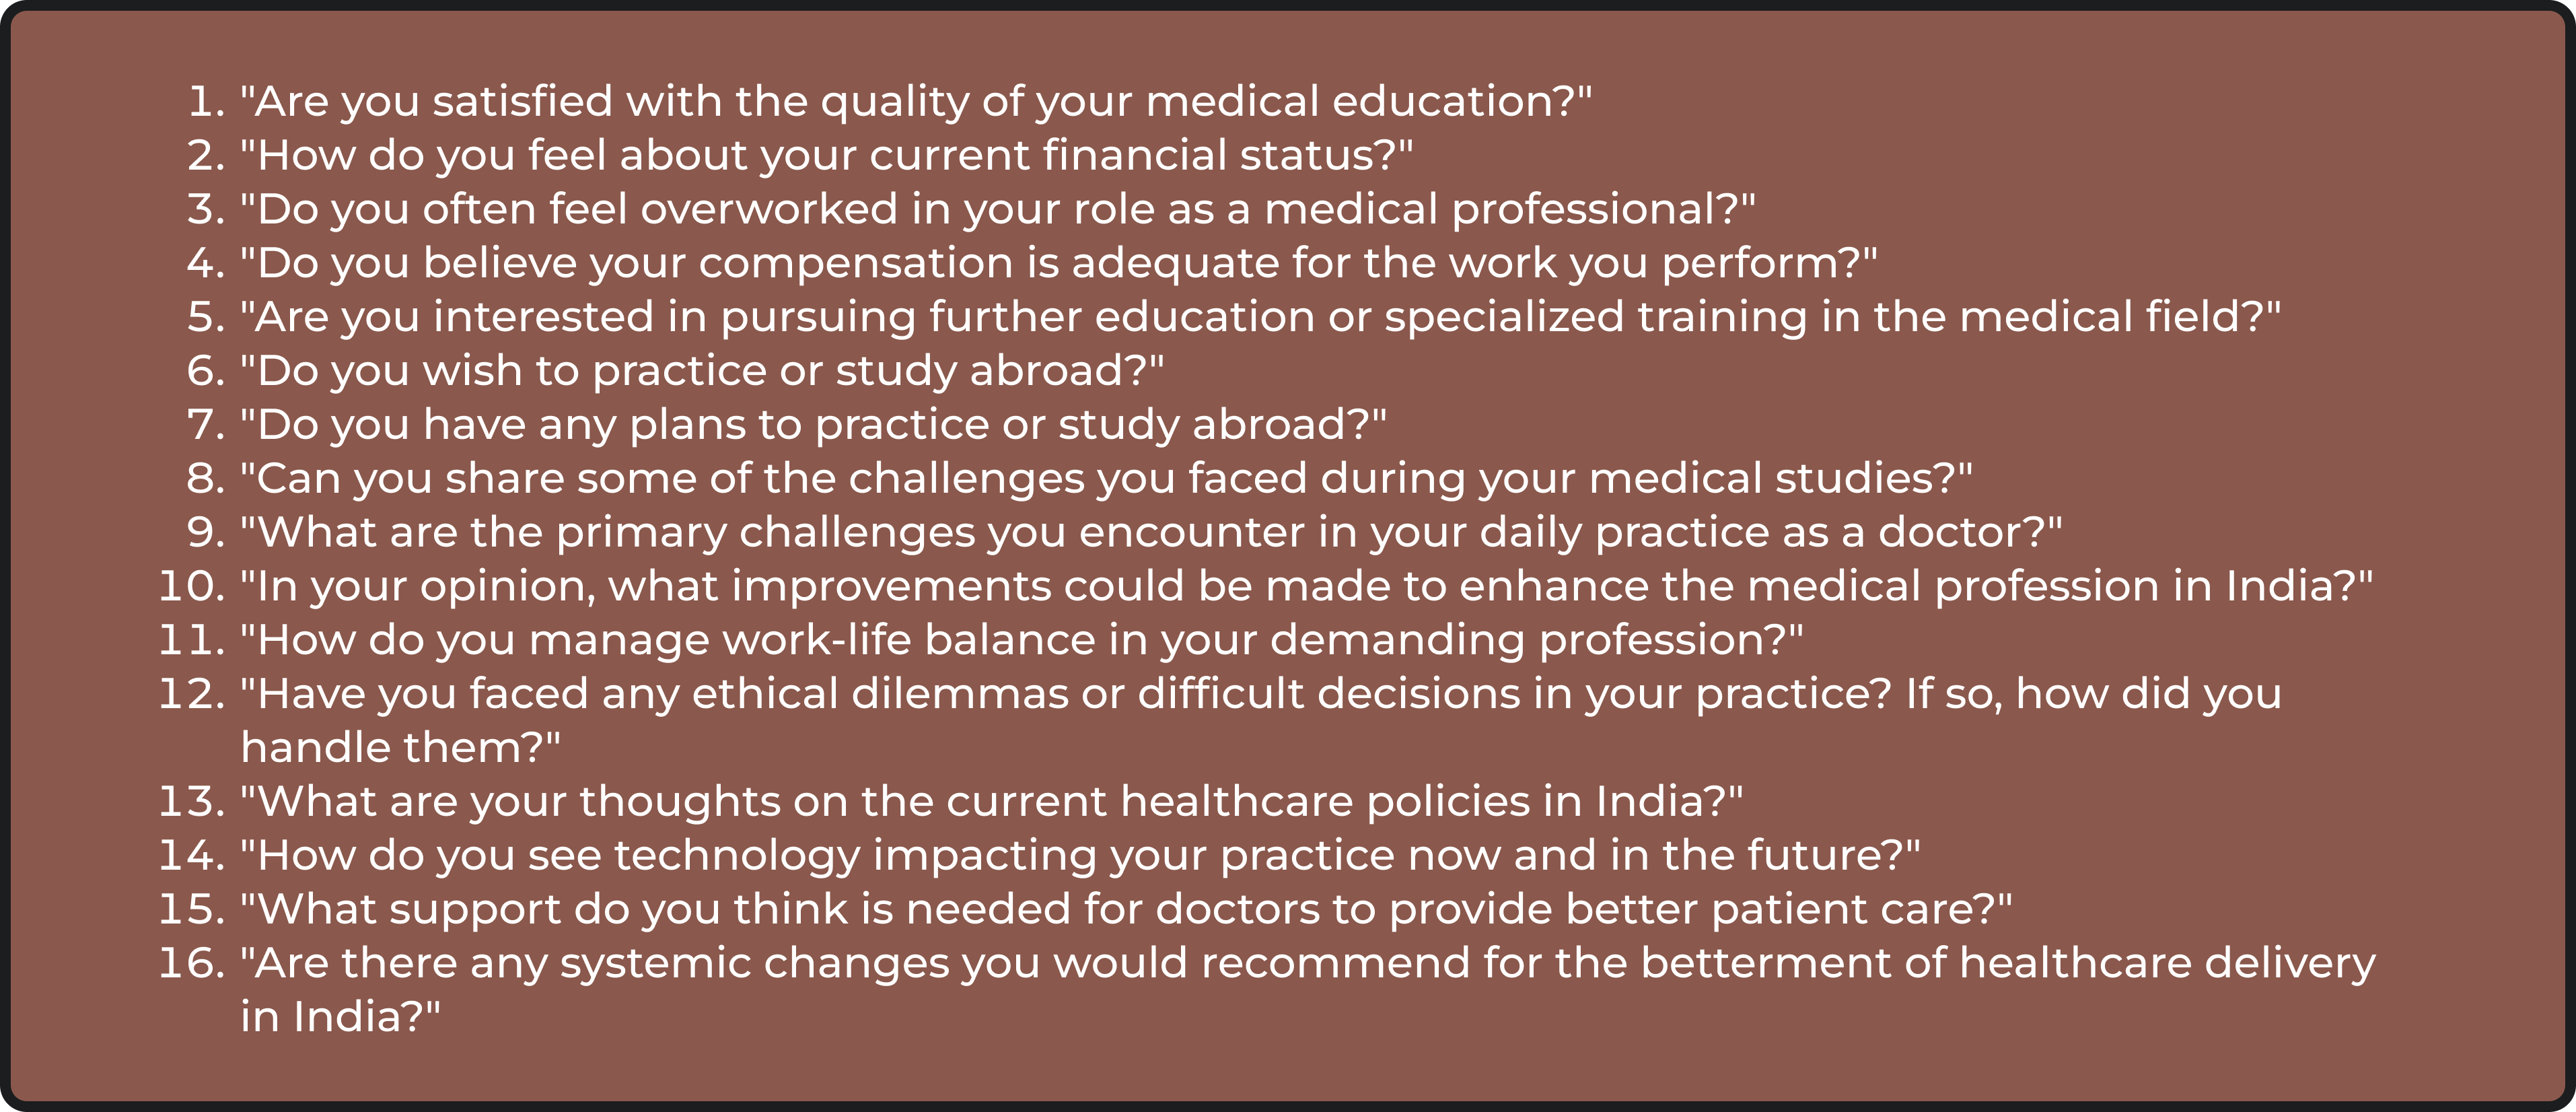 1. "Are you satisfied with the quality of your medical education?"
2. "How do you feel about your current financial status?"
3. "Do you often feel overworked in your role as a medical professional?"
4. "Do you believe your compensation is adequate for the work you perform?"
5. "Are you interested in pursuing further education or specialized training in the medical field?"
6. "Do you wish to practice or study abroad?"
7. "Do you have any plans to practice or study abroad?"
8. "Can you share some of the challenges you faced during your medical studies?"
9. "What are the primary challenges you encounter in your daily practice as a doctor?"
10. "In your opinion, what improvements could be made to enhance the medical profession in India?"
11. "How do you manage work-life balance in your demanding profession?"
12. "Have you faced any ethical dilemmas or difficult decisions in your practice? If so, how did you
handle them?"
13. "What are your thoughts on the current healthcare policies in India?"
14. "How do you see technology impacting your practice now and in the future?"
15. "What support do you think is needed for doctors to provide better patient care?"
16. "Are there any systemic changes you would recommend for the betterment of healthcare delivery
in India?"